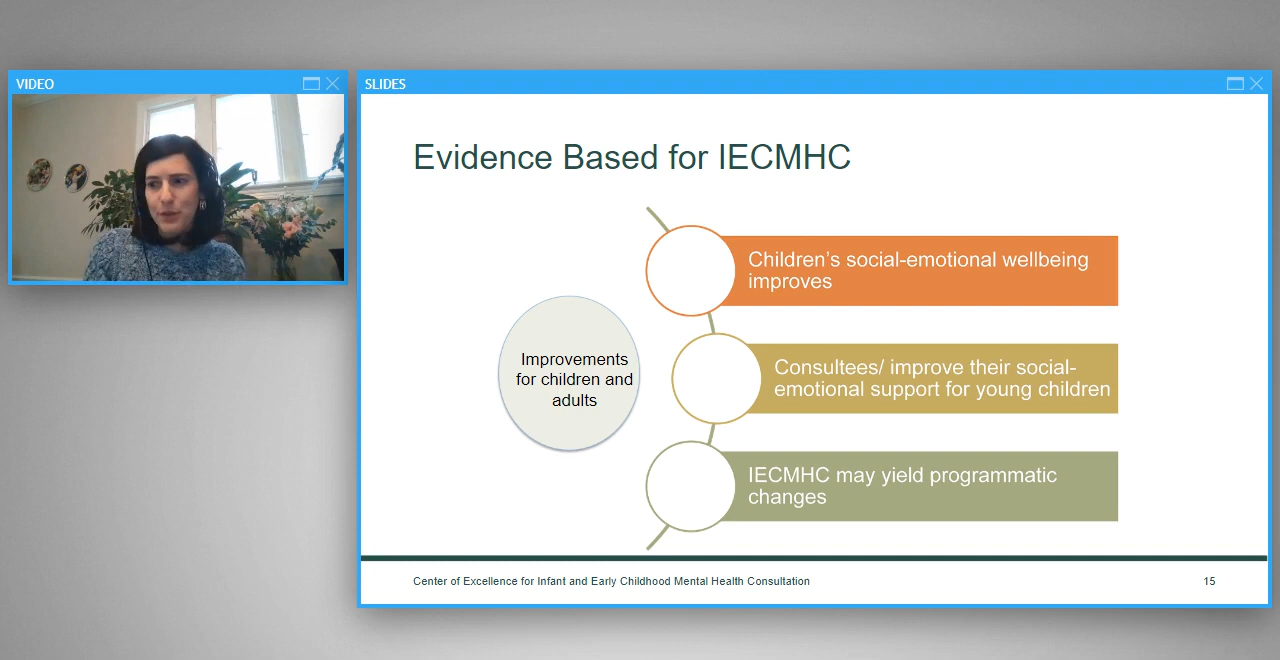 VIDEO
SLIDES
Evidence Based for IECMHC
Improvements
for children and
adults
Children's social-emotional wellbeing
improves
Consultees/ improve their social-
emotional support for young children
IECMHC may yield programmatic
changes
Center of Excellence for Infant and Early Childhood Mental Health Consultation
15